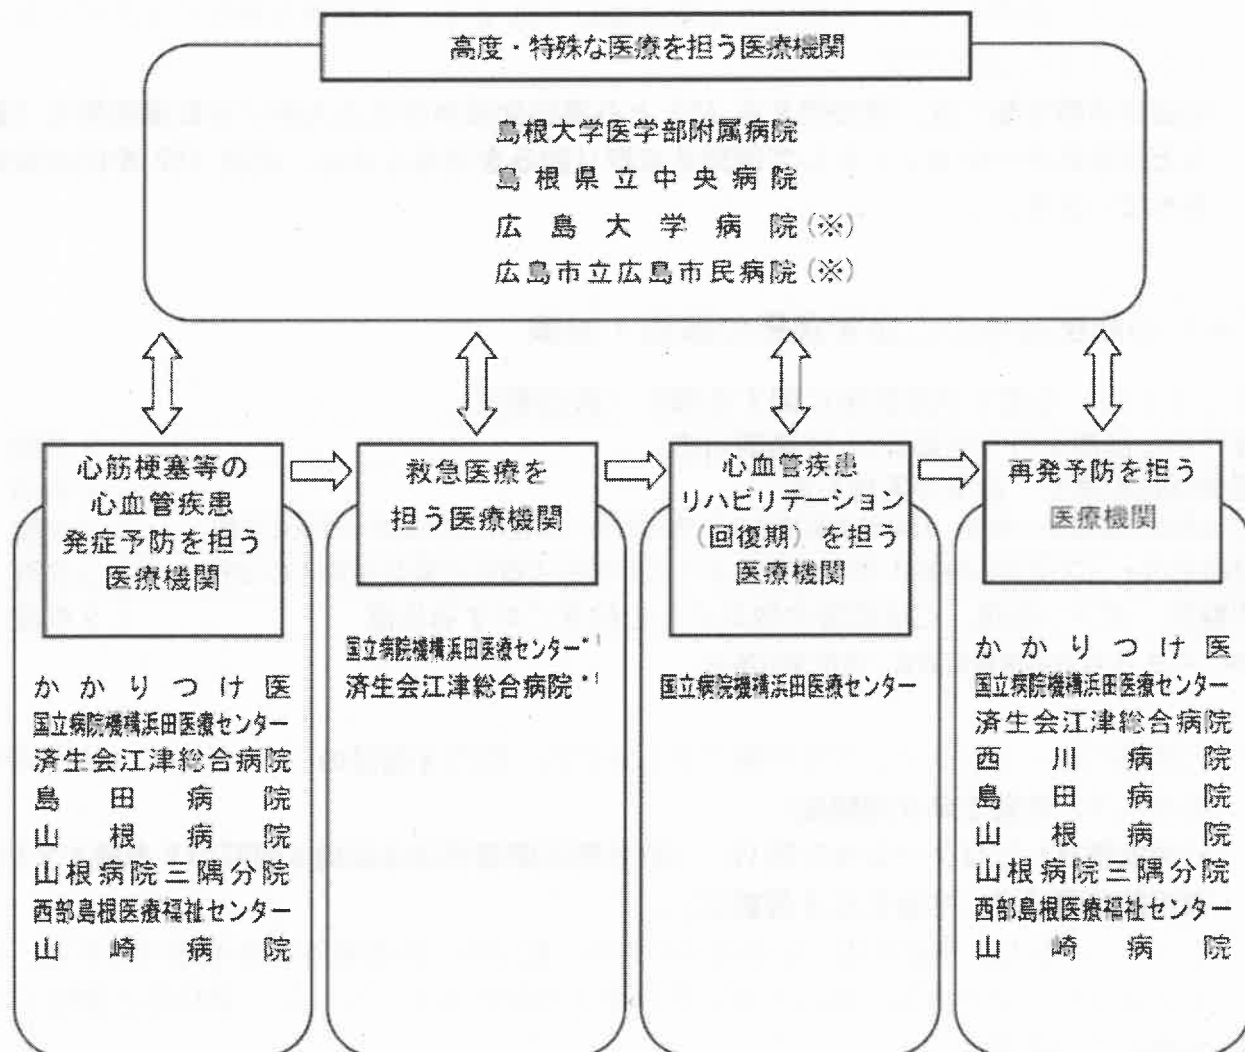 高度・特殊な医療を担う医療機関
島根大学医学部附属病院
島根県立中央病院
広島大学病院(※)
広島市立広島市民病院(※)
心筋梗塞等の
心血管疾患
発症予防を担う
医療機関
かかりつけ医
国立病院機構浜田医療センター
済生会江津総合病院
島田病院
山根病院
山根病院三隅分院
西部島根医療福祉センター
山崎病院
救急医療を
担う医療機関
国立病院機構浜田医療センター*1
済生会江津総合病院*1
心血管疾患
リハビリテーション
(回復期)を担う
医療機関
国立病院機構浜田医療センター
再発予防を担う
医療機関
かかりつけ医
国立病院機構浜田医療センター
済生会江津総合病院
西川病院
島田病院
山根病院
山根病院三隅分院
西部島根医療福祉センター
山崎病院